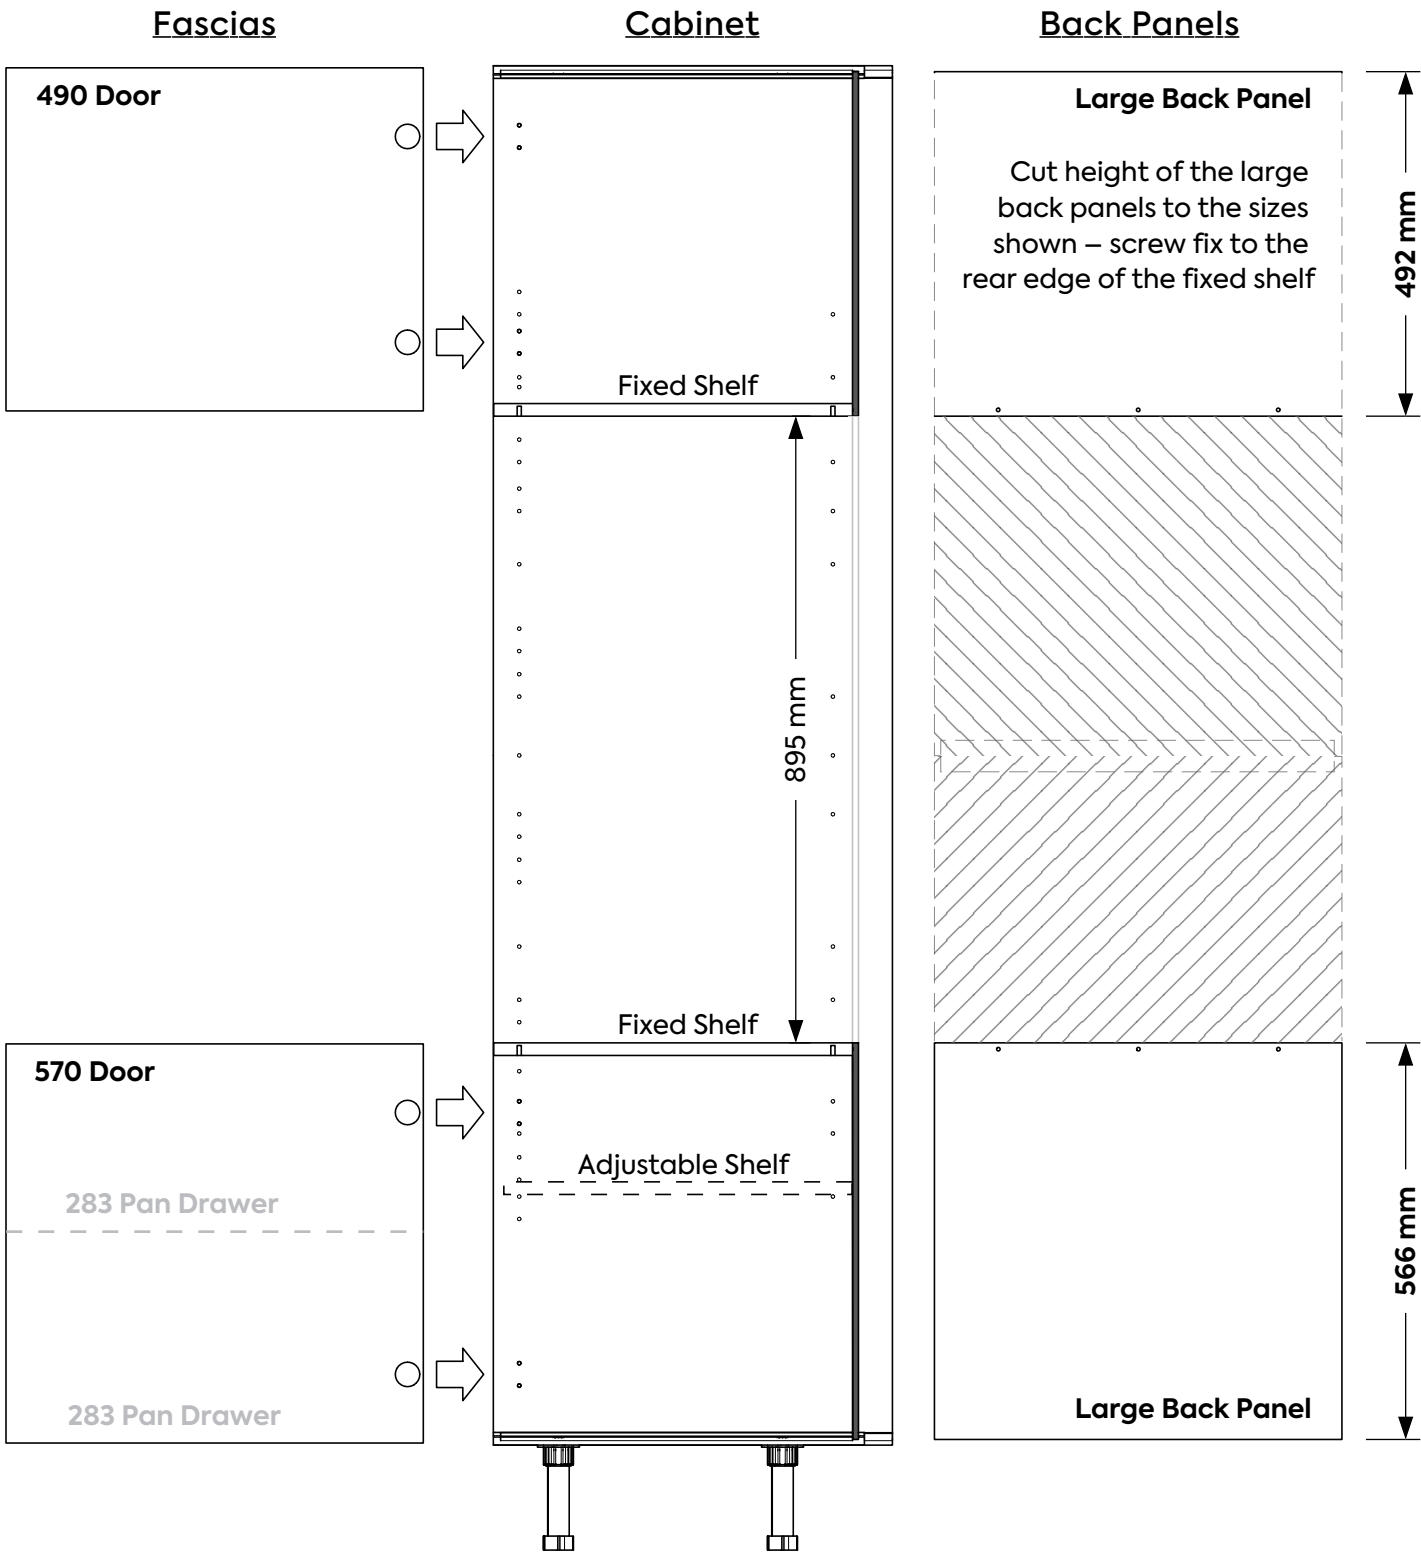 Fascias
Cabinet
Back Panels
490 Door
Large Back Panel
Cut height of the large
back panels to the sizes
shown – screw fix to the
rear edge of the fixed shelf
492 mm
Fixed Shelf
895 mm
Fixed Shelf
570 Door
Adjustable Shelf
283 Pan Drawer
566 mm
283 Pan Drawer
Large Back Panel